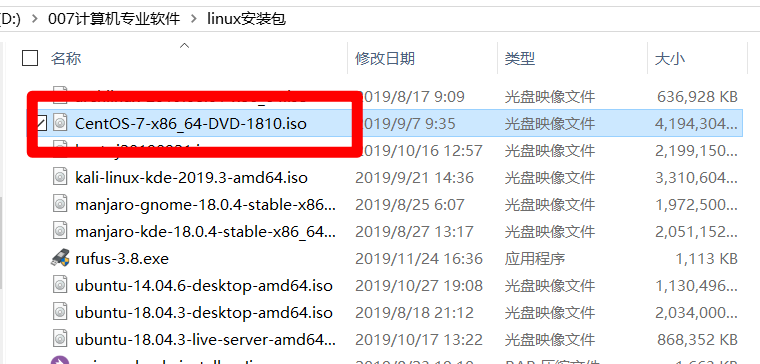 (D:) > 007计算机专业软件 > linux安装包
名称 修改日期 类型 大小
2019/8/17 9:09 光盘映像文件 636,928 KB
CentOS-7-x86_64-DVD-1810.iso 2019/9/7 9:35 光盘映像文件 4,194,304...
2019/10/16 12:57 光盘映像文件 2,199,150...
kali-linux-kde-2019.3-amd64.iso 2019/9/21 14:36 光盘映像文件 3,310,604...
manjaro-gnome-18.0.4-stable-x86... 2019/8/25 6:07 光盘映像文件 1,972,500...
manjaro-kde-18.0.4-stable-x86_64... 2019/8/27 13:17 光盘映像文件 2,051,152...
rufus-3.8.exe 2019/11/24 16:36 应用程序 1,113 KB
ubuntu-14.04.6-desktop-amd64.iso 2019/10/27 19:08 光盘映像文件 1,130,496...
ubuntu-18.04.3-desktop-amd64.iso 2019/8/18 21:12 光盘映像文件 2,034,000...
ubuntu-18.04.3-live-server-amd64... 2019/10/17 13:22 光盘映像文件 868,352 KB